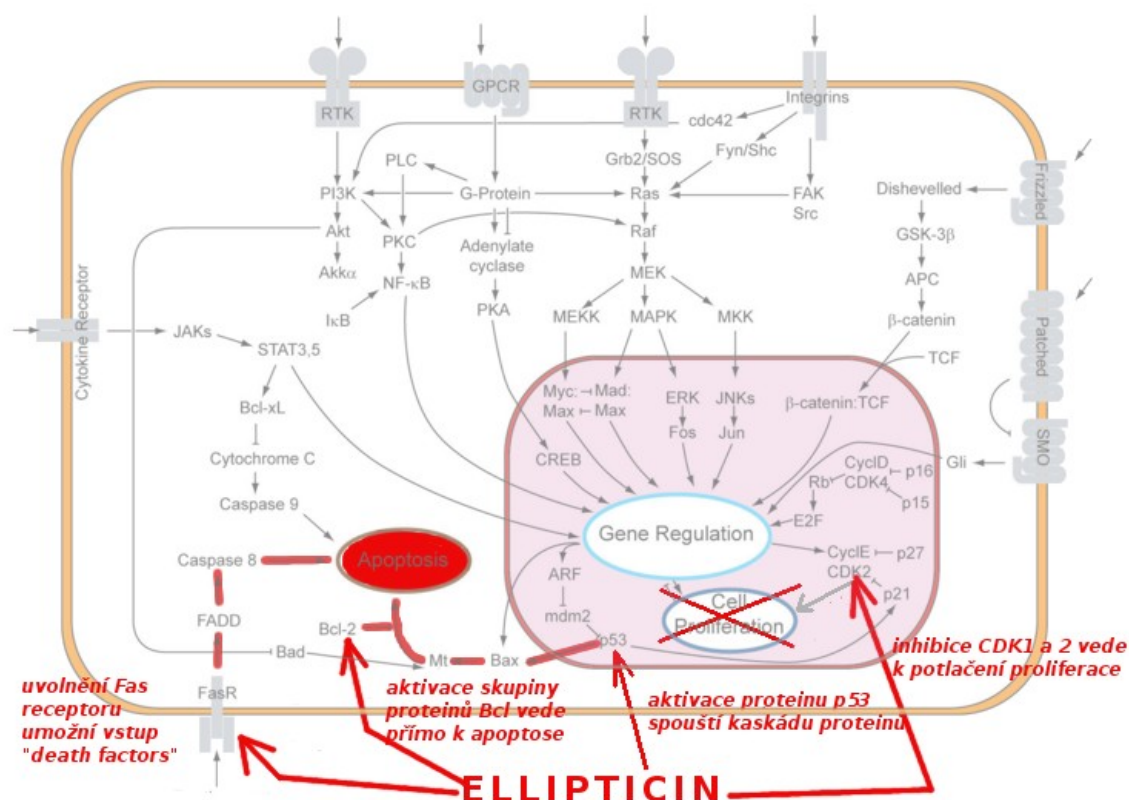 RTK
GPCR
RTK
Integrins
cdc42
Grb2/SOS
Fyn/Shc
PLC
PI3K
G-Protein
Ras
FAK
Src
Dishevelled
Frizzled
Akt
PKC
Adenylate
cyclase
Raf
GSK-3β
Akkα
NF-κB
MEK
APC
IκB
PKA
MEKK
MAPK
MKK
β-catenin
Cytokine Receptor
JAKs
STAT3,5
TCF
Patched
Bcl-xL
Myc:
Mad:
Max
Max
ERK
JNKs
β-catenin:TCF
Fos
Jun
Cytochrome C
CREB
Gli
SMO
CyclD
p16
Rb
CDK4
p15
Caspase 9
E2F
Gene Regulation
Caspase 8
Apoptosis
CyclE
p27
ARF
CDK2
p21
FADD
mdm2
Cell
Proliferation
Bcl-2
p53
Bad
Mt
Bax
FasR
inhibice CDK1 a 2 vede
k potlačení proliferace
uvolnění Fas
receptoru
umožní vstup
"death factors"
aktivace skupiny
proteinů Bcl vede
přímo k apoptose
aktivace proteinu p53
spouští kaskádu proteinů
ELLIPTICIN